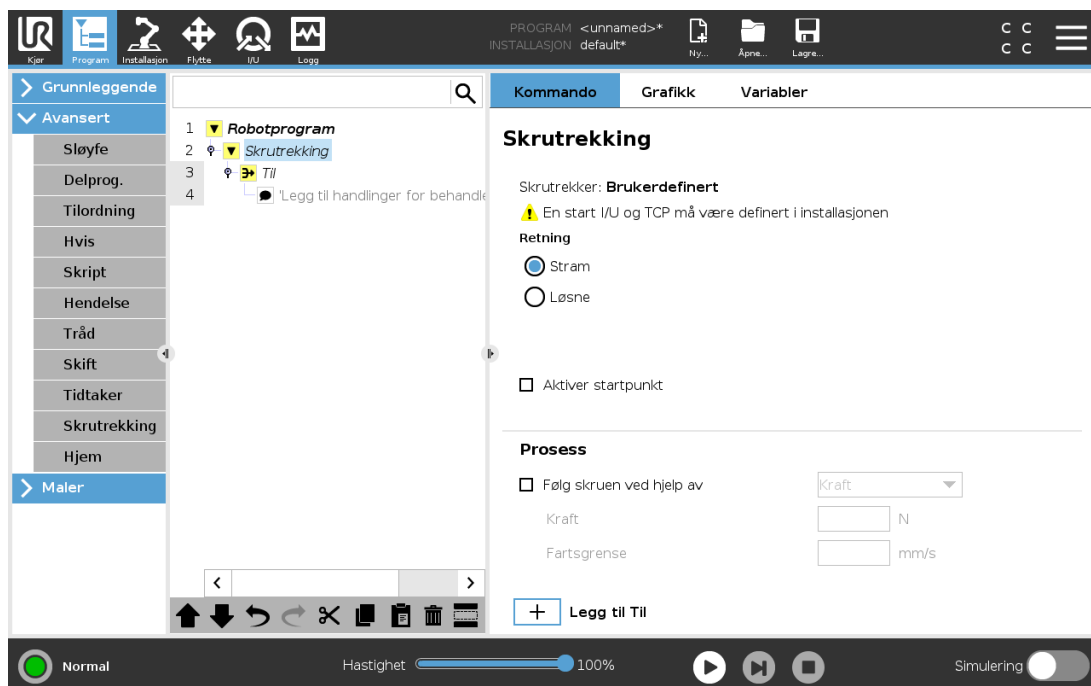 PROGRAM <unnamed>*
INSTALLASJON default*
C C
C C
Kjør Program Installasjon Flytte I/U Logg Ny... Åpne... Lagre...
Grunnleggende
Avansert
Sløyfe
Delprog.
Tilordning
Hvis
Skript
Hendelse
Tråd
Skift
Tidtaker
Skrutrekking
Hjem
Maler
1 Robotprogram
2 Skrutrekking
3 Til
4 'Legg til handlinger for behandle
Kommando Grafikk Variabler
Skrutrekking
Skrutrekker: Brukerdefinert
En start I/U og TCP må være definert i installasjonen
Retning
Stram
Løsne
Aktiver startpunkt
Prosess
Følg skruen ved hjelp av Kraft
Kraft N
Fartsgrense mm/s
+ Legg til Til
Normal Hastighet 100% Simulering